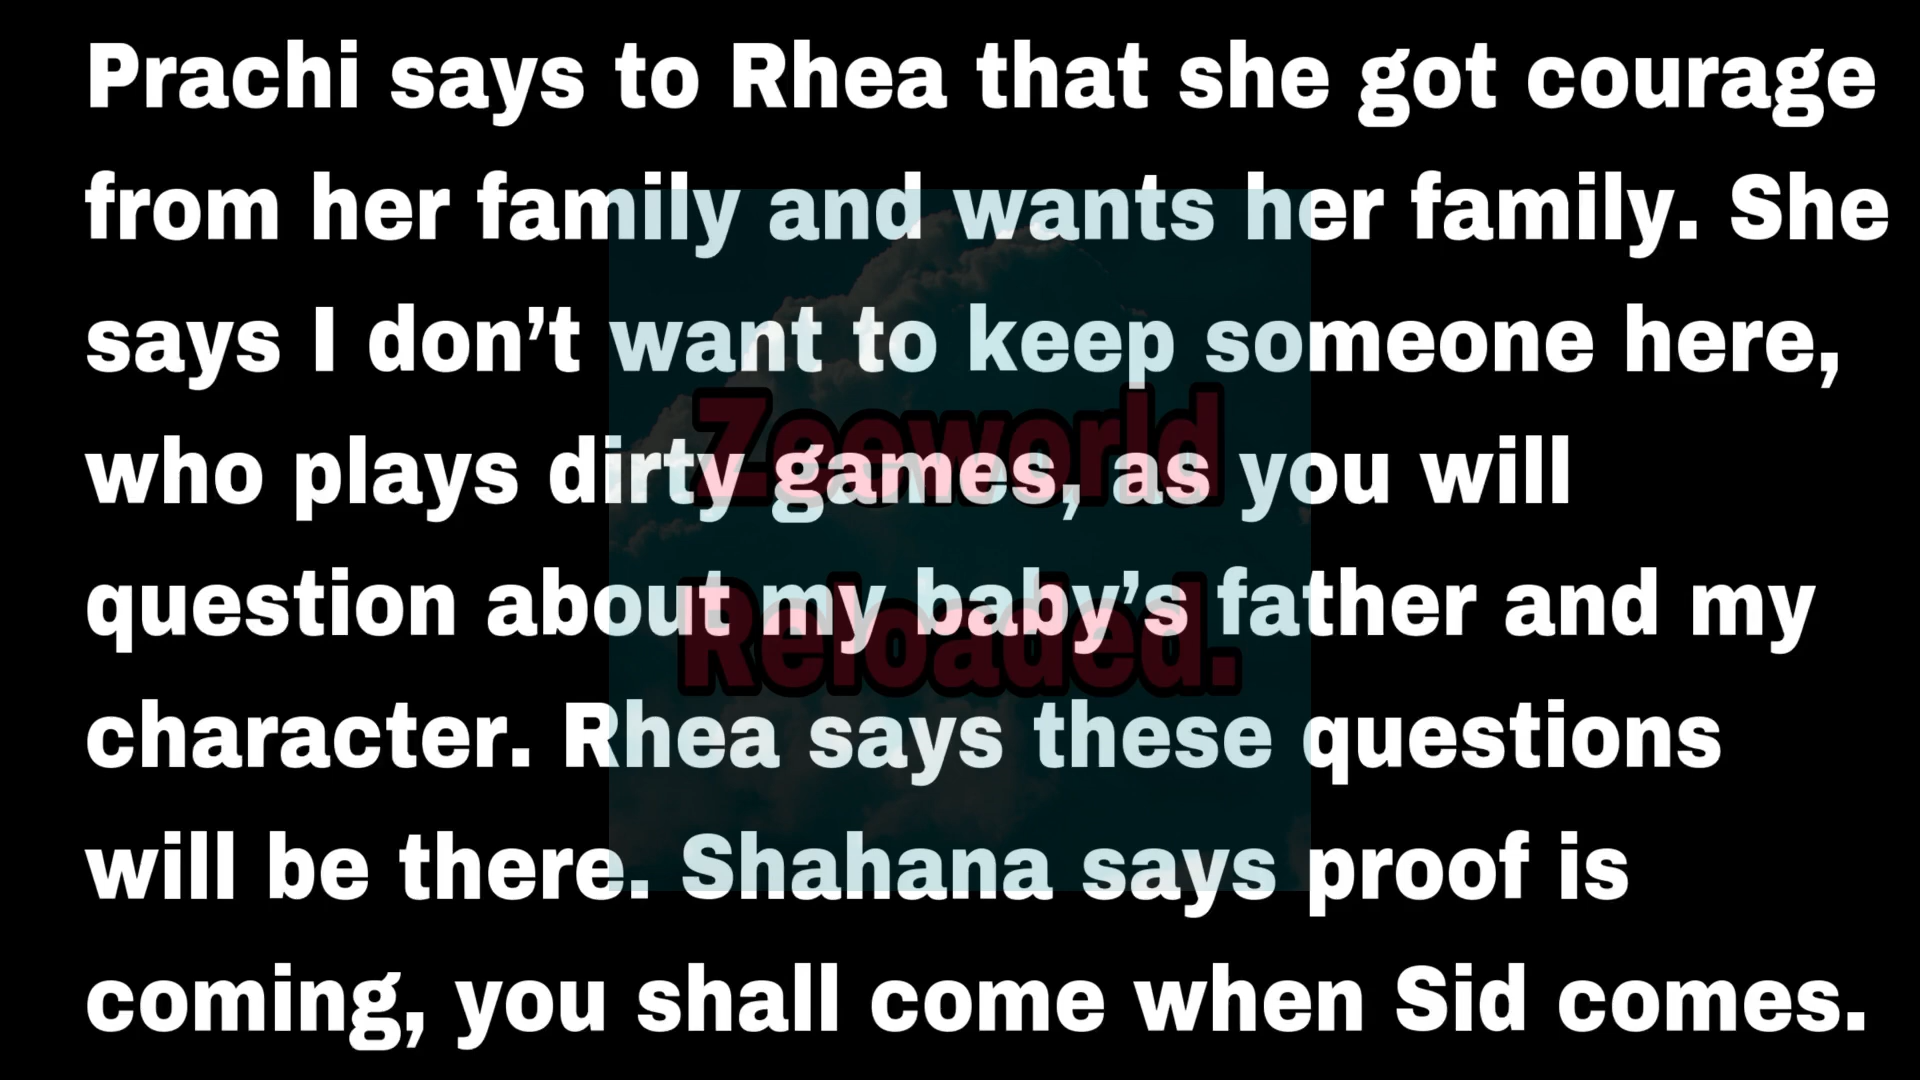 Prachi says to Rhea that she got courage
from her family and wants her family. She
says I don’t want to keep someone here,
who plays dirty games, as you will
question about my baby’s father and my
character. Rhea says these questions
will be there. Shahana says proof is
coming, you shall come when Sid comes.
Zeeworld
Reloaded.